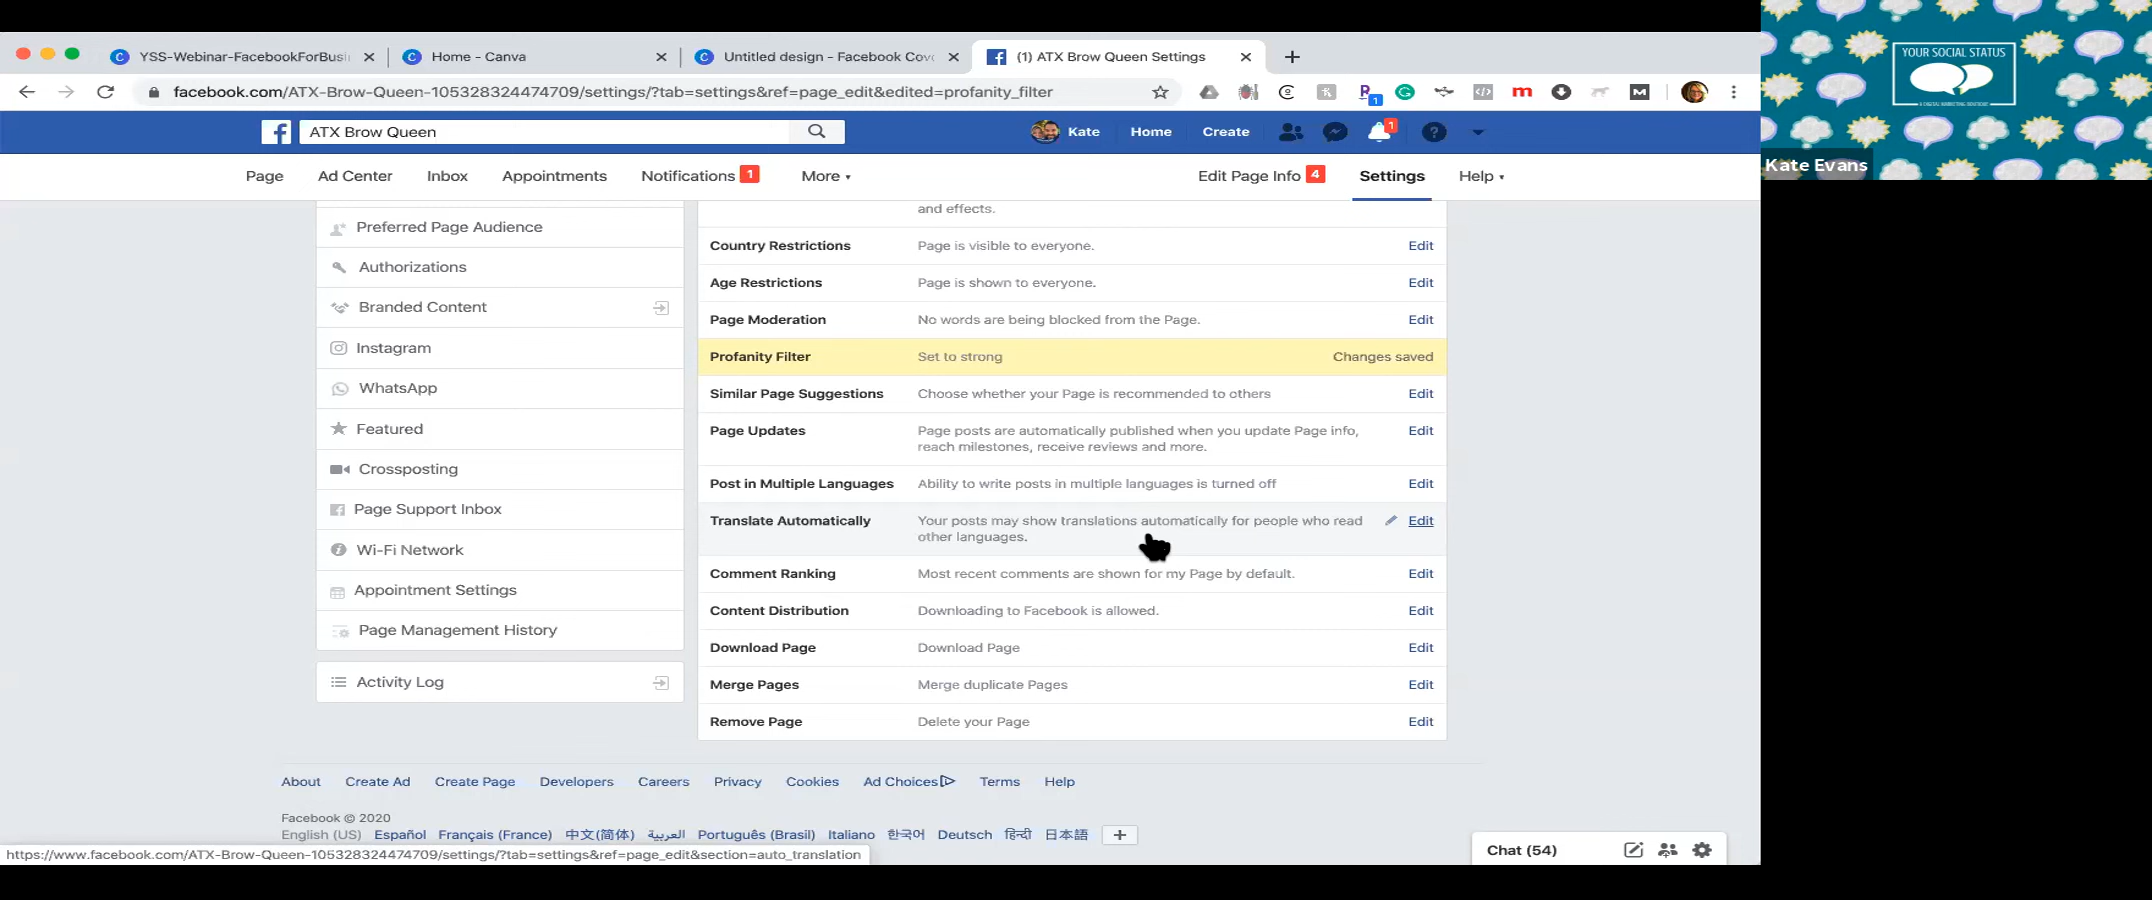 YSS-Webinar-FacebookForBusi
Home - Canva
Untitled design - Facebook Cov
(1) ATX Brow Queen Settings
facebook.com/ATX-Brow-Queen-105328324474709/settings/?tab=settings&ref=page_edit&edited=profanity_filter
YOUR SOCIAL STATUS
Kate Evans
ATX Brow Queen
Kate
Home
Create
1
Page
Ad Center
Inbox
Appointments
Notifications 1
More
Edit Page Info 4
Settings
Help
Preferred Page Audience
Authorizations
Branded Content
Instagram
WhatsApp
Featured
Crossposting
Page Support Inbox
Wi-Fi Network
Appointment Settings
Page Management History
Activity Log
and effects.
Country Restrictions Page is visible to everyone. Edit
Age Restrictions Page is shown to everyone. Edit
Page Moderation No words are being blocked from the Page. Edit
Profanity Filter Set to strong Changes saved
Similar Page Suggestions Choose whether your Page is recommended to others Edit
Page Updates Page posts are automatically published when you update Page info, Edit
reach milestones, receive reviews and more.
Post in Multiple Languages Ability to write posts in multiple languages is turned off Edit
Translate Automatically Your posts may show translations automatically for people who read Edit
other languages.
Comment Ranking Most recent comments are shown for my Page by default. Edit
Content Distribution Downloading to Facebook is allowed. Edit
Download Page Download Page Edit
Merge Pages Merge duplicate Pages Edit
Remove Page Delete your Page Edit
About Create Ad Create Page Developers Careers Privacy Cookies Ad Choices Terms Help
Facebook © 2020
English (US) Español Français (France) 中文(简体) العربية Português (Brasil) Italiano 한국어 Deutsch हिन्दी 日本語
https://www.facebook.com/ATX-Brow-Queen-105328324474709/settings/?tab=settings&ref=page_edit&section=auto_translation
Chat (54)